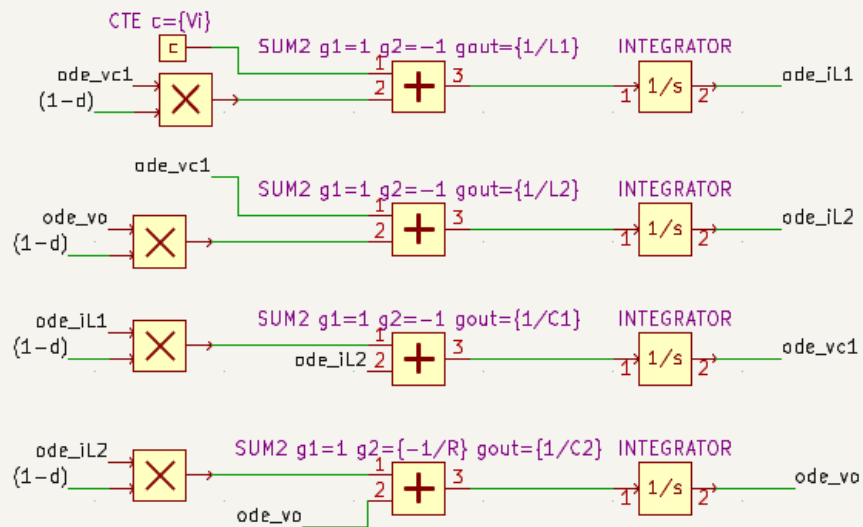 CTE c={Vi}
c
SUM2 g1=1 g2=-1 gout={1/L1} INTEGRATOR
ode_vc1
(1-d)
1
2
3
1
1/s
2
ode_iL1
ode_vc1
SUM2 g1=1 g2=-1 gout={1/L2} INTEGRATOR
ode_vo
(1-d)
1
2
3
1
1/s
2
ode_iL2
SUM2 g1=1 g2=-1 gout={1/C1} INTEGRATOR
ode_iL1
(1-d)
1
ode_iL2
2
3
1
1/s
2
ode_vc1
SUM2 g1=1 g2={-1/R} gout={1/C2} INTEGRATOR
ode_iL2
(1-d)
1
2
3
1
1/s
2
ode_vo
ode_vo